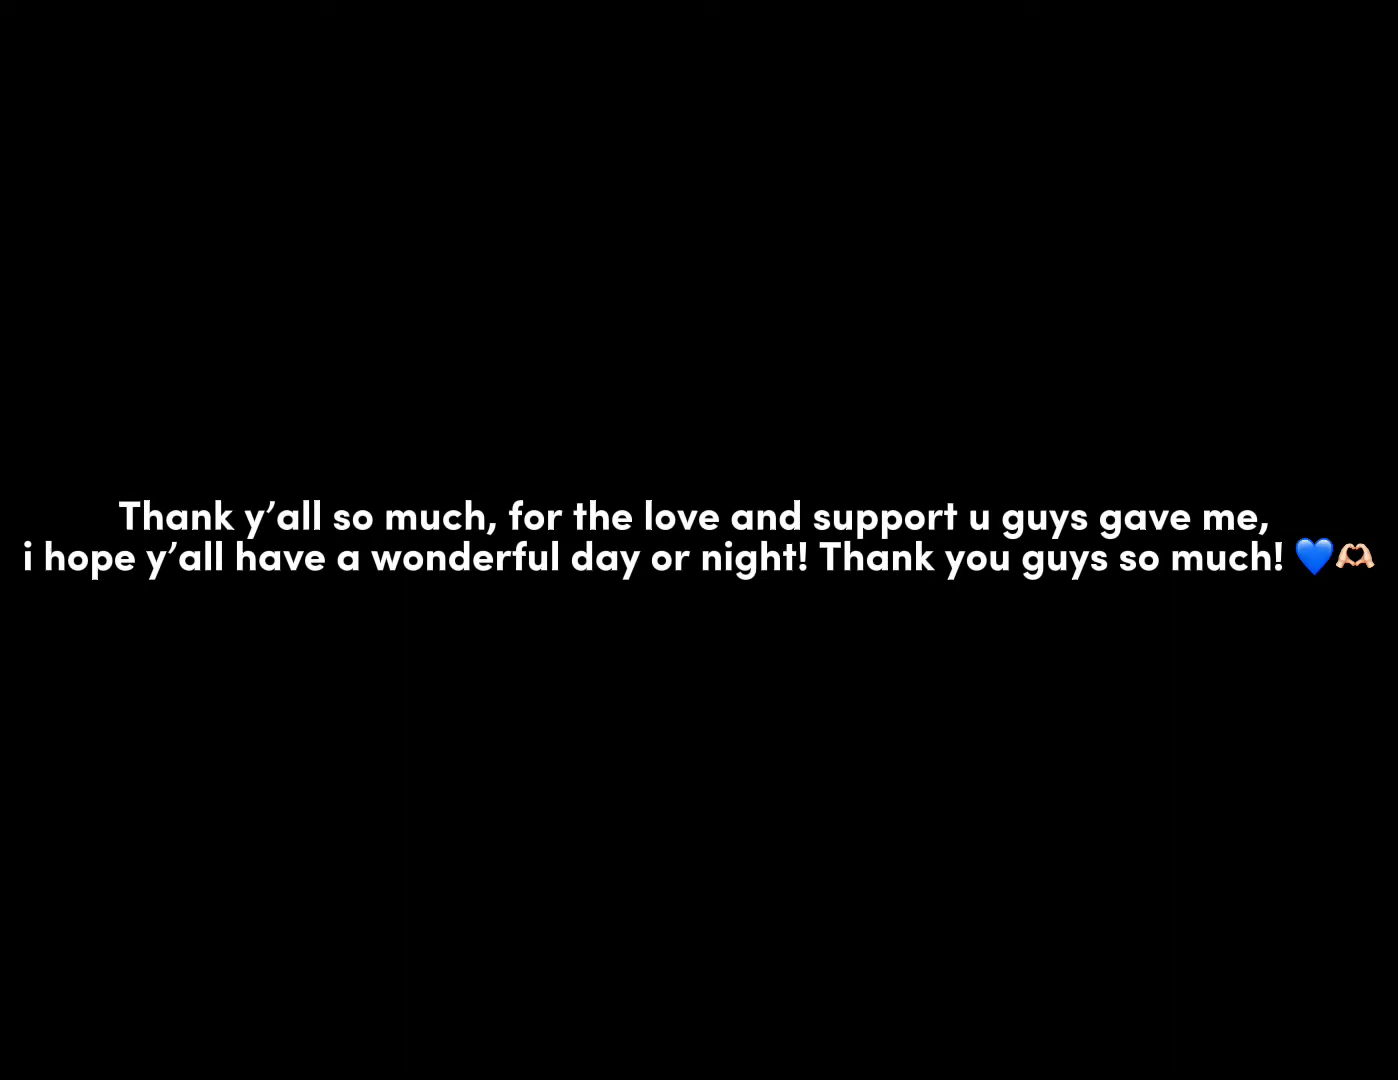 Thank y’all so much, for the love and support u guys gave me,
i hope y’all have a wonderful day or night! Thank you guys so much! 💙🫶🏻